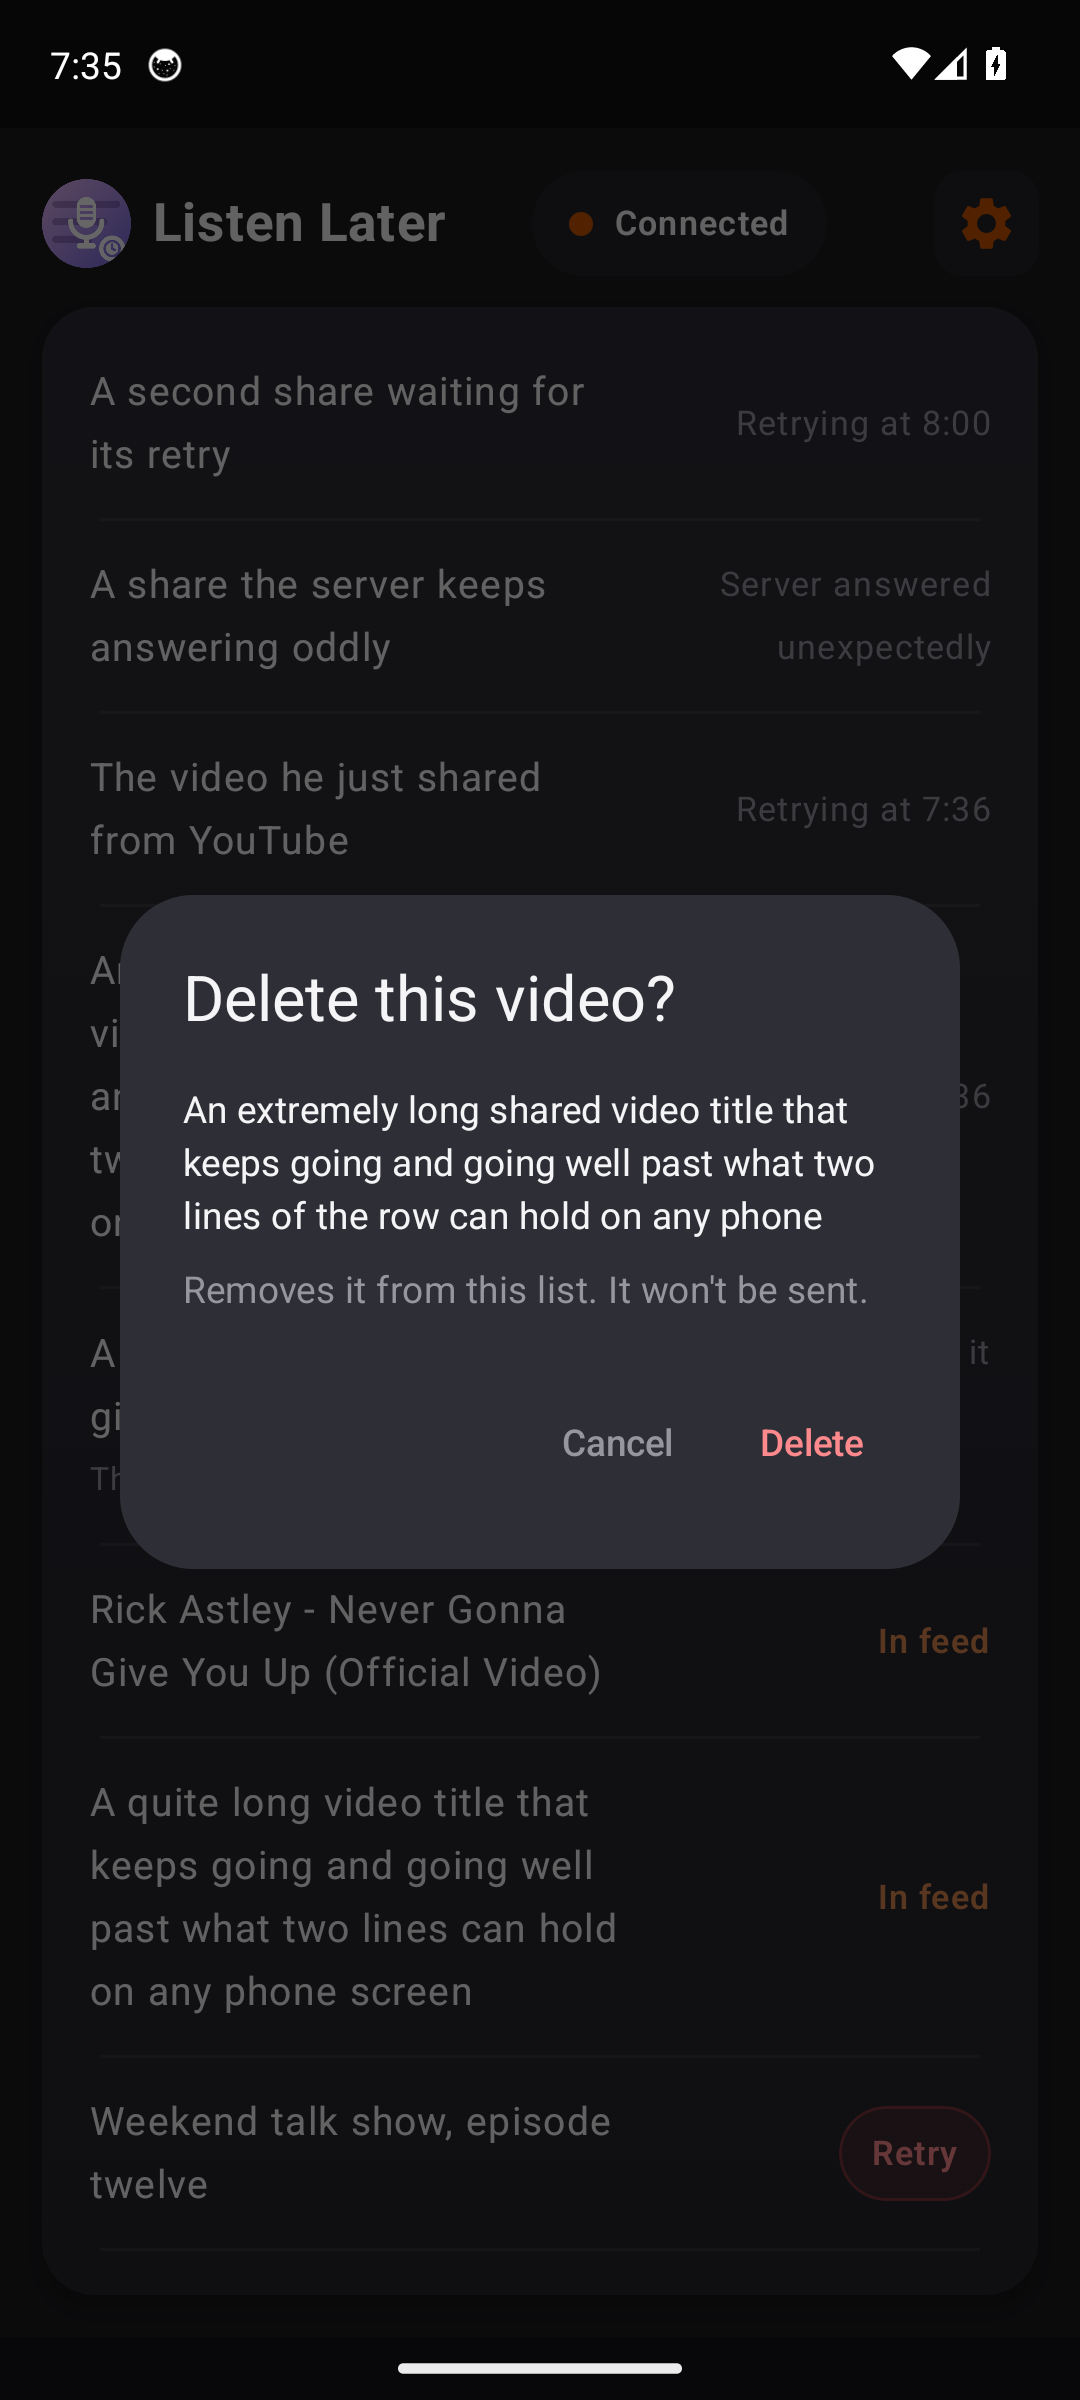 7:35
Listen Later
Connected
A second share waiting for
its retry
Retrying at 8:00
A share the server keeps
answering oddly
Server answered
unexpectedly
The video he just shared
from YouTube
Retrying at 7:36
Delete this video?
An extremely long shared video title that
keeps going and going well past what two
lines of the row can hold on any phone
Removes it from this list. It won't be sent.
Cancel
Delete
A
it
Rick Astley - Never Gonna
Give You Up (Official Video)
In feed
A quite long video title that
keeps going and going well
past what two lines can hold
on any phone screen
In feed
Weekend talk show, episode
twelve
Retry